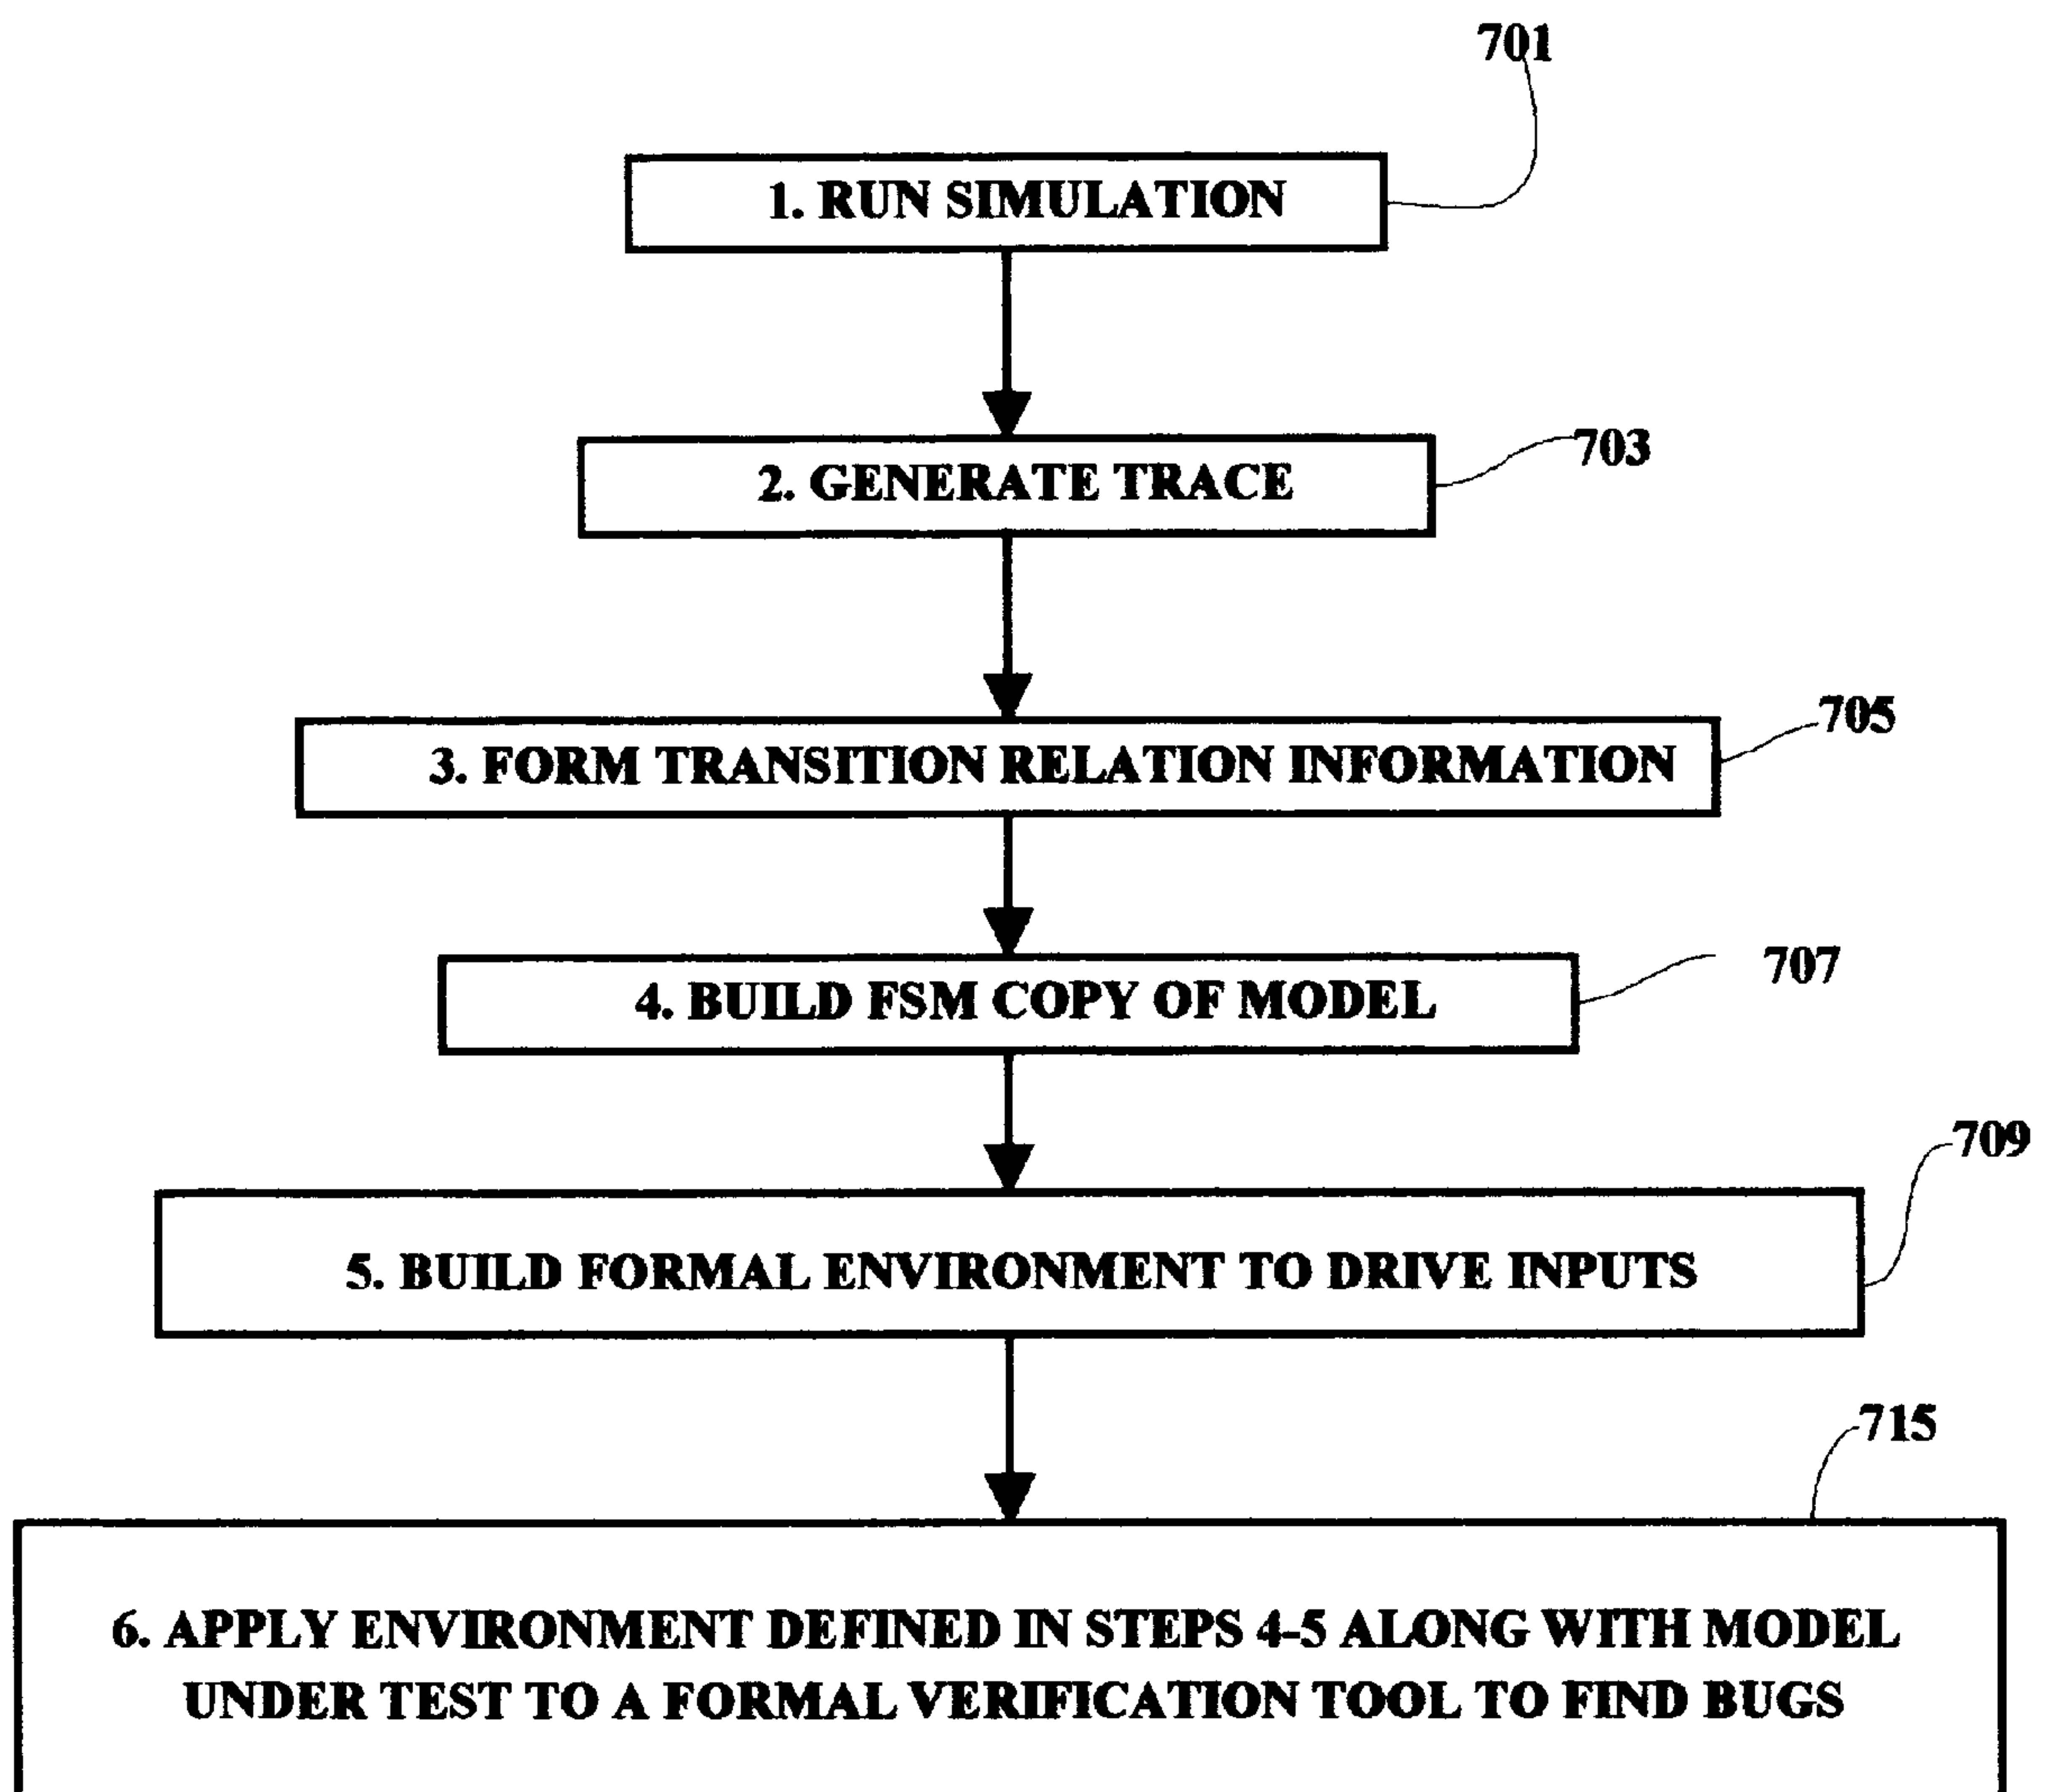 701
1. RUN SIMULATION
2. GENERATE TRACE
703
3. FORM TRANSITION RELATION INFORMATION
705
4. BUILD FSM COPY OF MODEL
707
709
5. BUILD FORMAL ENVIRONMENT TO DRIVE INPUTS
715
6. APPLY ENVIRONMENT DEFINED IN STEPS 4-5 ALONG WITH MODEL
UNDER TEST TO A FORMAL VERIFICATION TOOL TO FIND BUGS